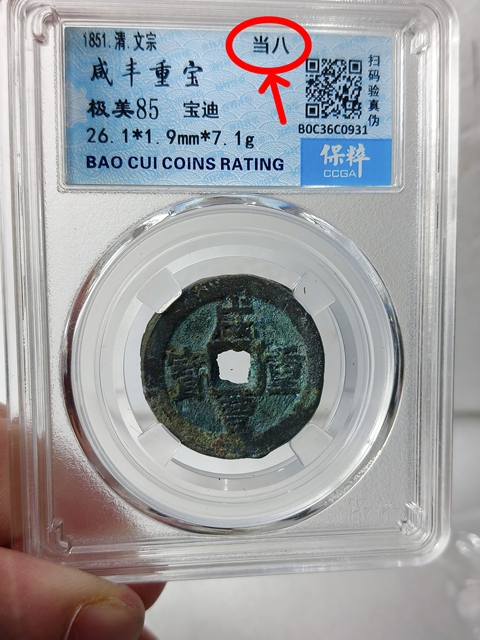 1851.清.文宗 当八
咸丰重宝
极美85 宝迪
26.1*1.9mm*7.1g
BAO CUI COINS RATING
扫码验真伪
B0C36C0931
保粹
CCGA
咸
重
寶